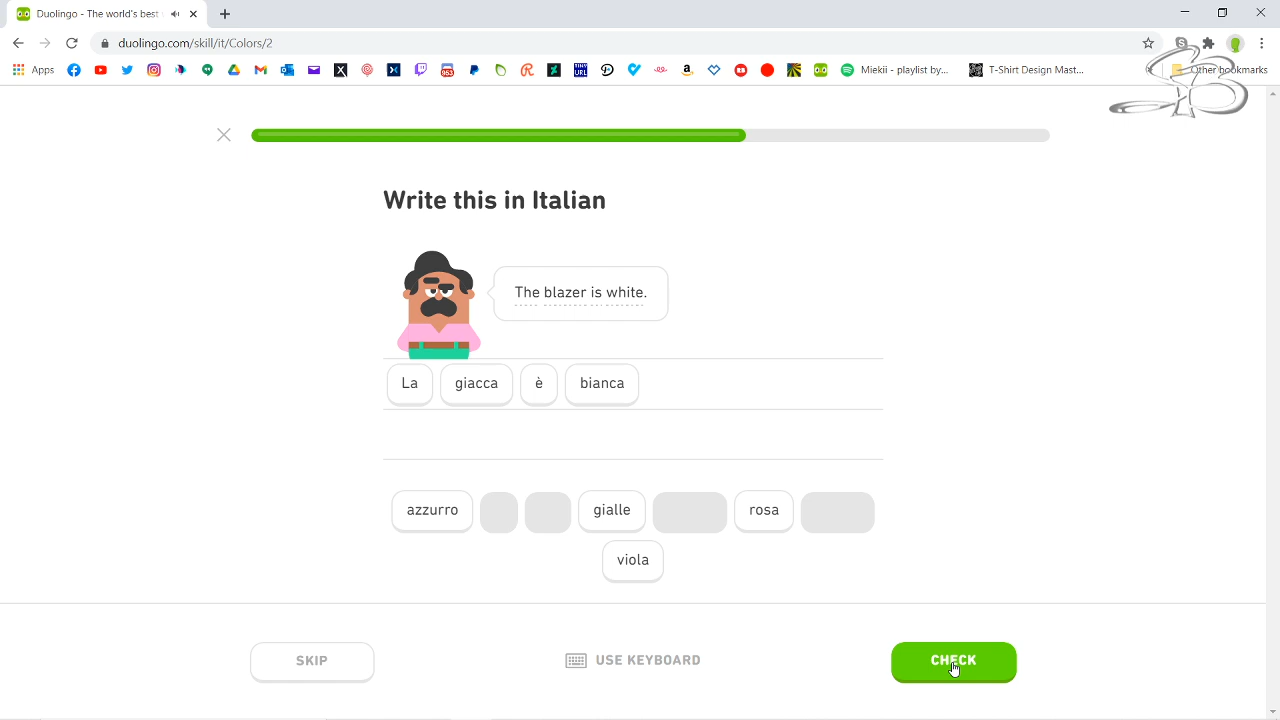 Duolingo - The world's best
duolingo.com/skill/it/Colors/2
Apps
Miekii - playlist by...
T-Shirt Design Mast...
Other bookmarks
Write this in Italian
The blazer is white.
La giacca è bianca
azzurro gialle rosa
viola
SKIP
USE KEYBOARD
CHECK